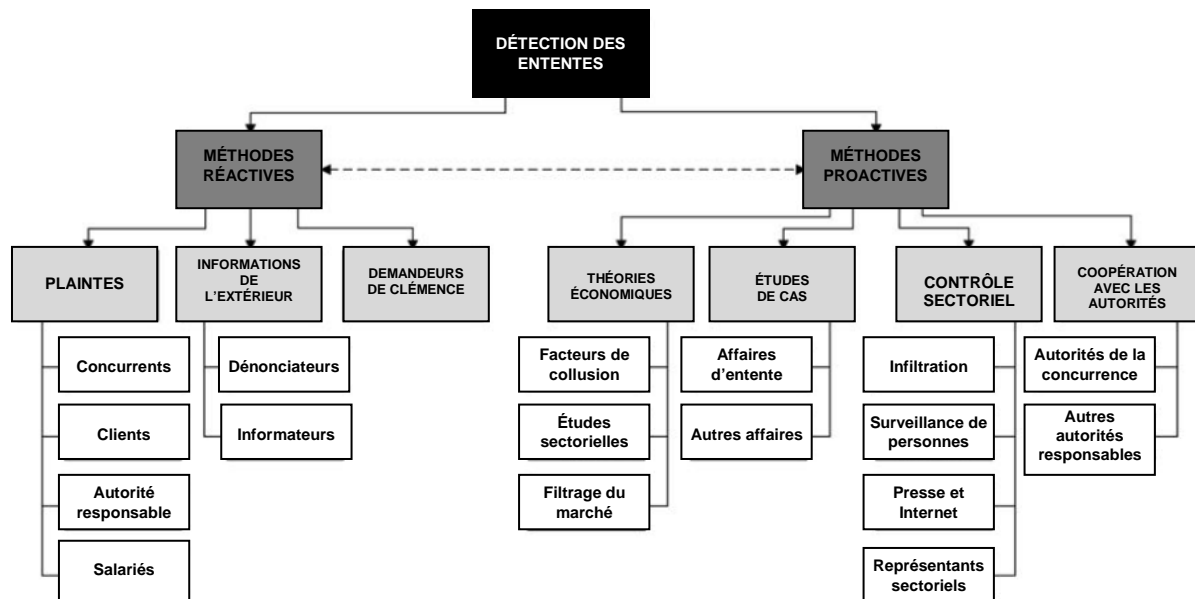 DÉTECTION DES
ENTENTES
MÉTHODES
RÉACTIVES
MÉTHODES
PROACTIVES
PLAINTES
INFORMATIONS
DE
L’EXTÉRIEUR
DEMANDEURS
DE CLÉMENCE
THÉORIES
ÉCONOMIQUES
ÉTUDES
DE CAS
CONTRÔLE
SECTORIEL
COOPÉRATION
AVEC LES
AUTORITÉS
Concurrents
Clients
Autorité
responsable
Salariés
Dénonciateurs
Informateurs
Facteurs de
collusion
Études
sectorielles
Filtrage du
marché
Affaires
d’entente
Autres affaires
Infiltration
Surveillance de
personnes
Presse et
Internet
Représentants
sectoriels
Autorités de la
concurrence
Autres
autorités
responsables